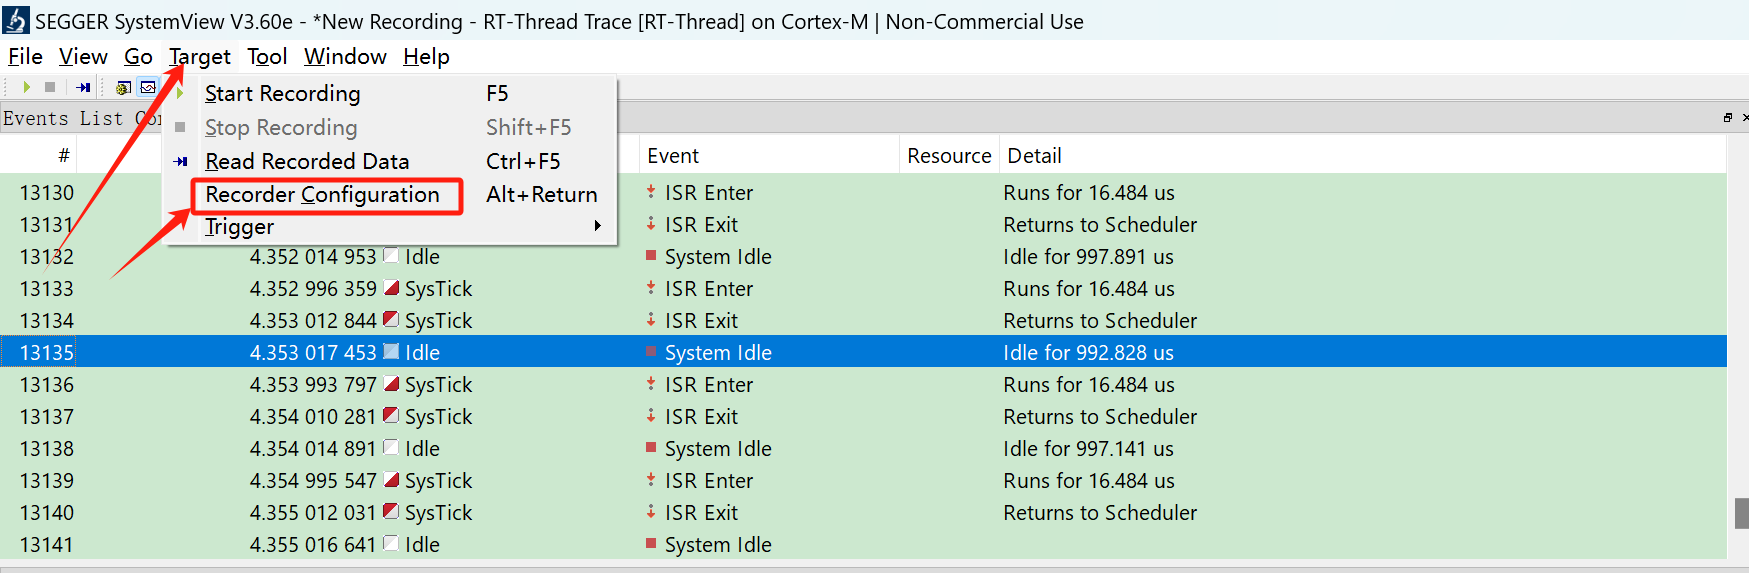 SEGGER SystemView V3.60e - *New Recording - RT-Thread Trace [RT-Thread] on Cortex-M | Non-Commercial Use
File View Go Target Tool Window Help
Start Recording F5
Events List
Stop Recording Shift+F5
# Read Recorded Data Ctrl+F5 Event Resource Detail
13130 Recorder Configuration Alt+Return ISR Enter Runs for 16.484 us
13131 Trigger ISR Exit Returns to Scheduler
13132 4.352 014 953 Idle System Idle Idle for 997.891 us
13133 4.352 996 359 SysTick ISR Enter Runs for 16.484 us
13134 4.353 012 844 SysTick ISR Exit Returns to Scheduler
13135 4.353 017 453 Idle System Idle Idle for 992.828 us
13136 4.353 993 797 SysTick ISR Enter Runs for 16.484 us
13137 4.354 010 281 SysTick ISR Exit Returns to Scheduler
13138 4.354 014 891 Idle System Idle Idle for 997.141 us
13139 4.354 995 547 SysTick ISR Enter Runs for 16.484 us
13140 4.355 012 031 SysTick ISR Exit Returns to Scheduler
13141 4.355 016 641 Idle System Idle